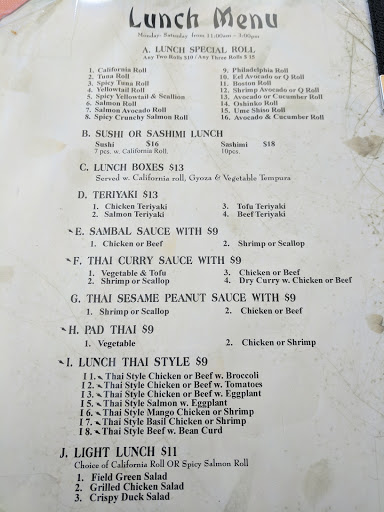 Lunch Menu
Monday- Saturday from 11:00am - 3:00pm
A. LUNCH SPECIAL ROLL
Any Two Rolls $10 / Any Three Rolls $ 15
1. California Roll
2. Tuna Roll
3. Spicy Tuna Roll
4. Yellowtail Roll
5. Spicy Yellowtail & Scallion
6. Salmon Roll
7. Salmon Avocado Roll
8. Spicy Crunchy Salmon Roll
9. Philadelphia Roll
10. Eel Avocado or Q Roll
11. Boston Roll
12. Shrimp Avocado or Q Roll
13. Avocado or Cucumber Roll
14. Oshinko Roll
15. Ume Shiso Roll
16. Avocado & Cucumber Roll
B. SUSHI OR SASHIMI LUNCH
Sushi $16
7 pcs. w. California Roll,
Sashimi $18
10pcs.
C. LUNCH BOXES $13
Served w. California roll, Gyoza & Vegetable Tempura
D. TERIYAKI $13
1. Chicken Teriyaki
2. Salmon Teriyaki
3. Tofu Teriyaki
4. Beef Teriyaki
E. SAMBAL SAUCE WITH $9
1. Chicken or Beef
2. Shrimp or Scallop
F. THAI CURRY SAUCE WITH $9
1. Vegetable & Tofu
2. Shrimp or Scallop
3. Chicken or Beef
4. Dry Curry w. Chicken or Beef
G. THAI SESAME PEANUT SAUCE WITH $9
1. Shrimp or Scallop
2. Chicken or Beef
H. PAD THAI $9
1. Vegetable
2. Chicken or Shrimp
I. LUNCH THAI STYLE $9
I 1. Thai Style Chicken or Beef w. Broccoli
I 2. Thai Style Chicken or Beef w. Tomatoes
I 3. Thai Style Chicken or Beef w. Eggplant
I 5. Thai Style Salmon w. Eggplant
I 6. Thai Style Mango Chicken or Shrimp
I 7. Thai Style Basil Chicken or Shrimp
I 8. Thai Style Beef w. Bean Curd
J. LIGHT LUNCH $11
Choice of California Roll OR Spicy Salmon Roll
1. Field Green Salad
2. Grilled Chicken Salad
3. Crispy Duck Salad